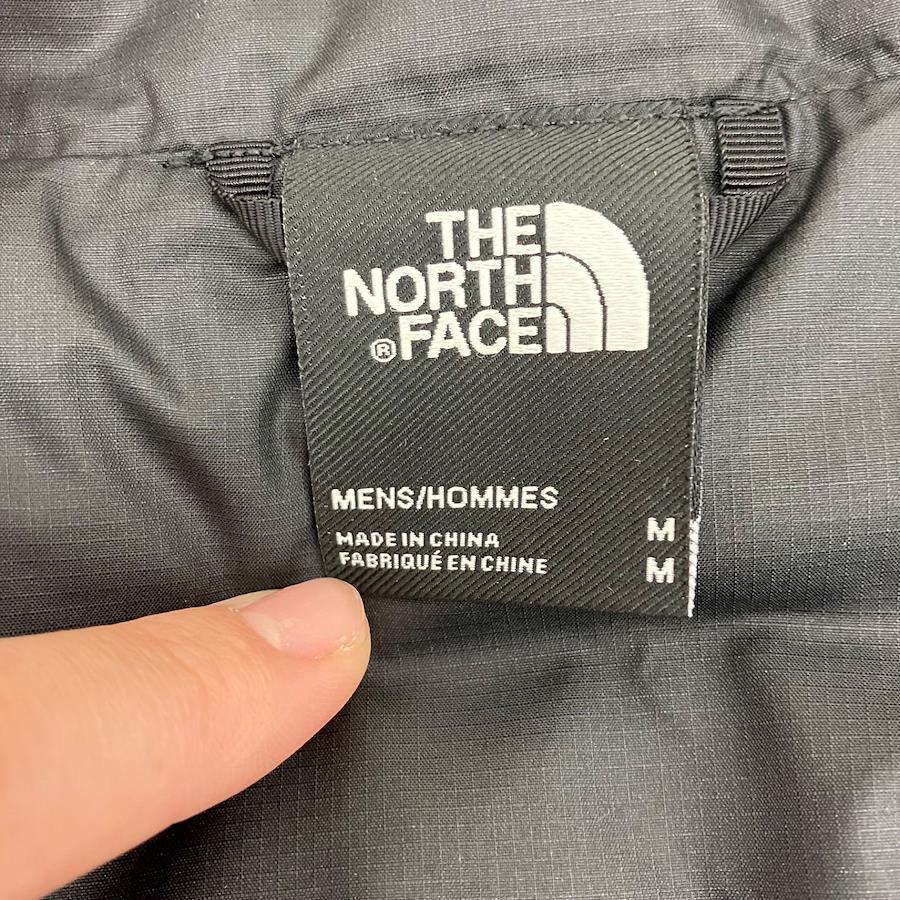 THE
NORTH
® FACE
MENS/HOMMES
MADE IN CHINA M
FABRIQUÉ EN CHINE M